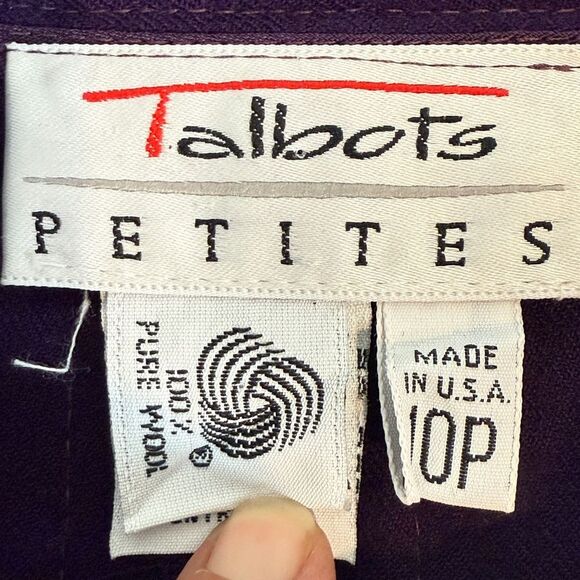 Talbots
PETITES
100%
PURE WOOL
MADE
IN U.S.A.
10P